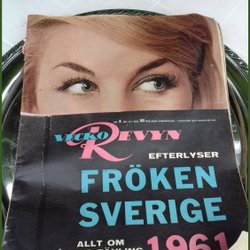 VECKO
REVYN
EFTERLYSER
FRÖKEN
SVERIGE
1961
ALLT OM